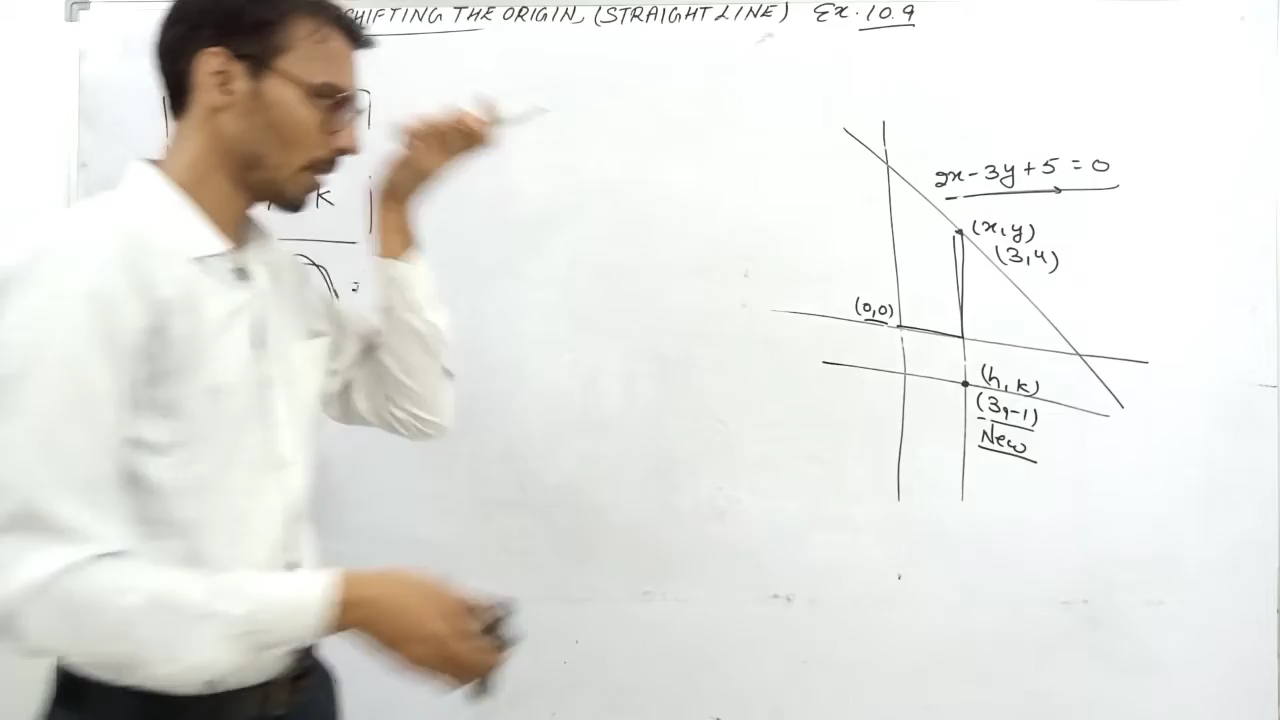 SHIFTING THE ORIGIN, (STRAIGHT LINE) Ex. 10.9
K
2x - 3y + 5 = 0
(x, y)
(3, 4)
(0,0)
(h, k)
(3, -1)
New